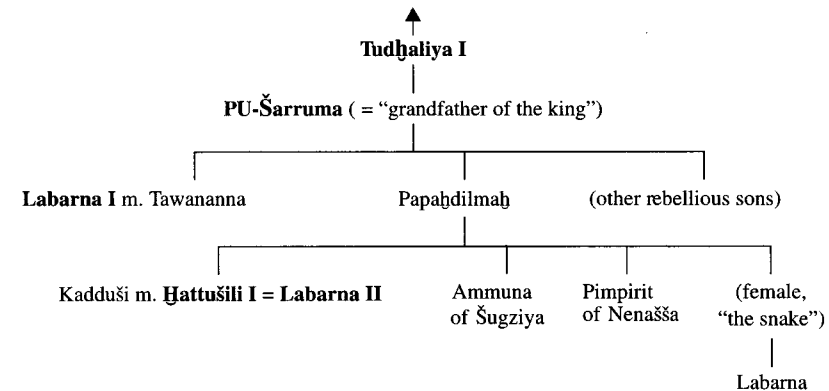 Tudḫaliya I
PU-Šarruma ( = “grandfather of the king”)
Labarna I m. Tawananna
Papaḫdilmaḫ
(other rebellious sons)
Kadduši m. Ḫattušili I = Labarna II
Ammuna
of Šugziya
Pimpirit
of Nenašša
(female,
“the snake”)
Labarna